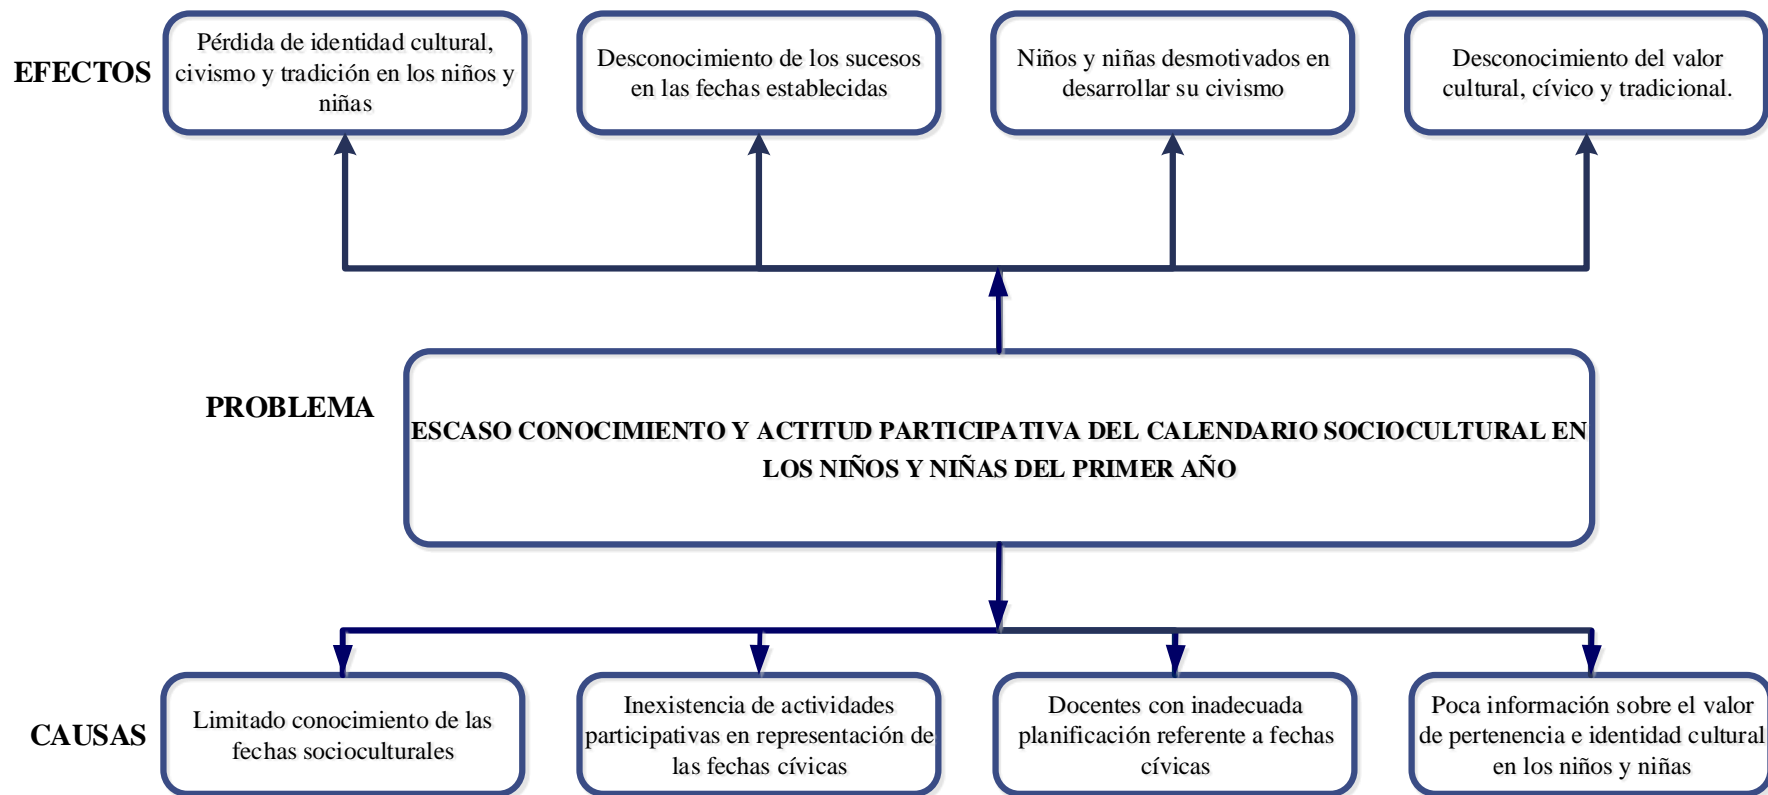 EFECTOS
Pérdida de identidad cultural,
civismo y tradición en los niños y
niñas
Desconocimiento de los sucesos
en las fechas establecidas
Niños y niñas desmotivados en
desarrollar su civismo
Desconocimiento del valor
cultural, cívico y tradicional.
PROBLEMA
ESCASO CONOCIMIENTO Y ACTITUD PARTICIPATIVA DEL CALENDARIO SOCIOCULTURAL EN
LOS NIÑOS Y NIÑAS DEL PRIMER AÑO
CAUSAS
Limitado conocimiento de las
fechas socioculturales
Inexistencia de actividades
participativas en representación de
las fechas cívicas
Docentes con inadecuada
planificación referente a fechas
cívicas
Poca información sobre el valor
de pertenencia e identidad cultural
en los niños y niñas